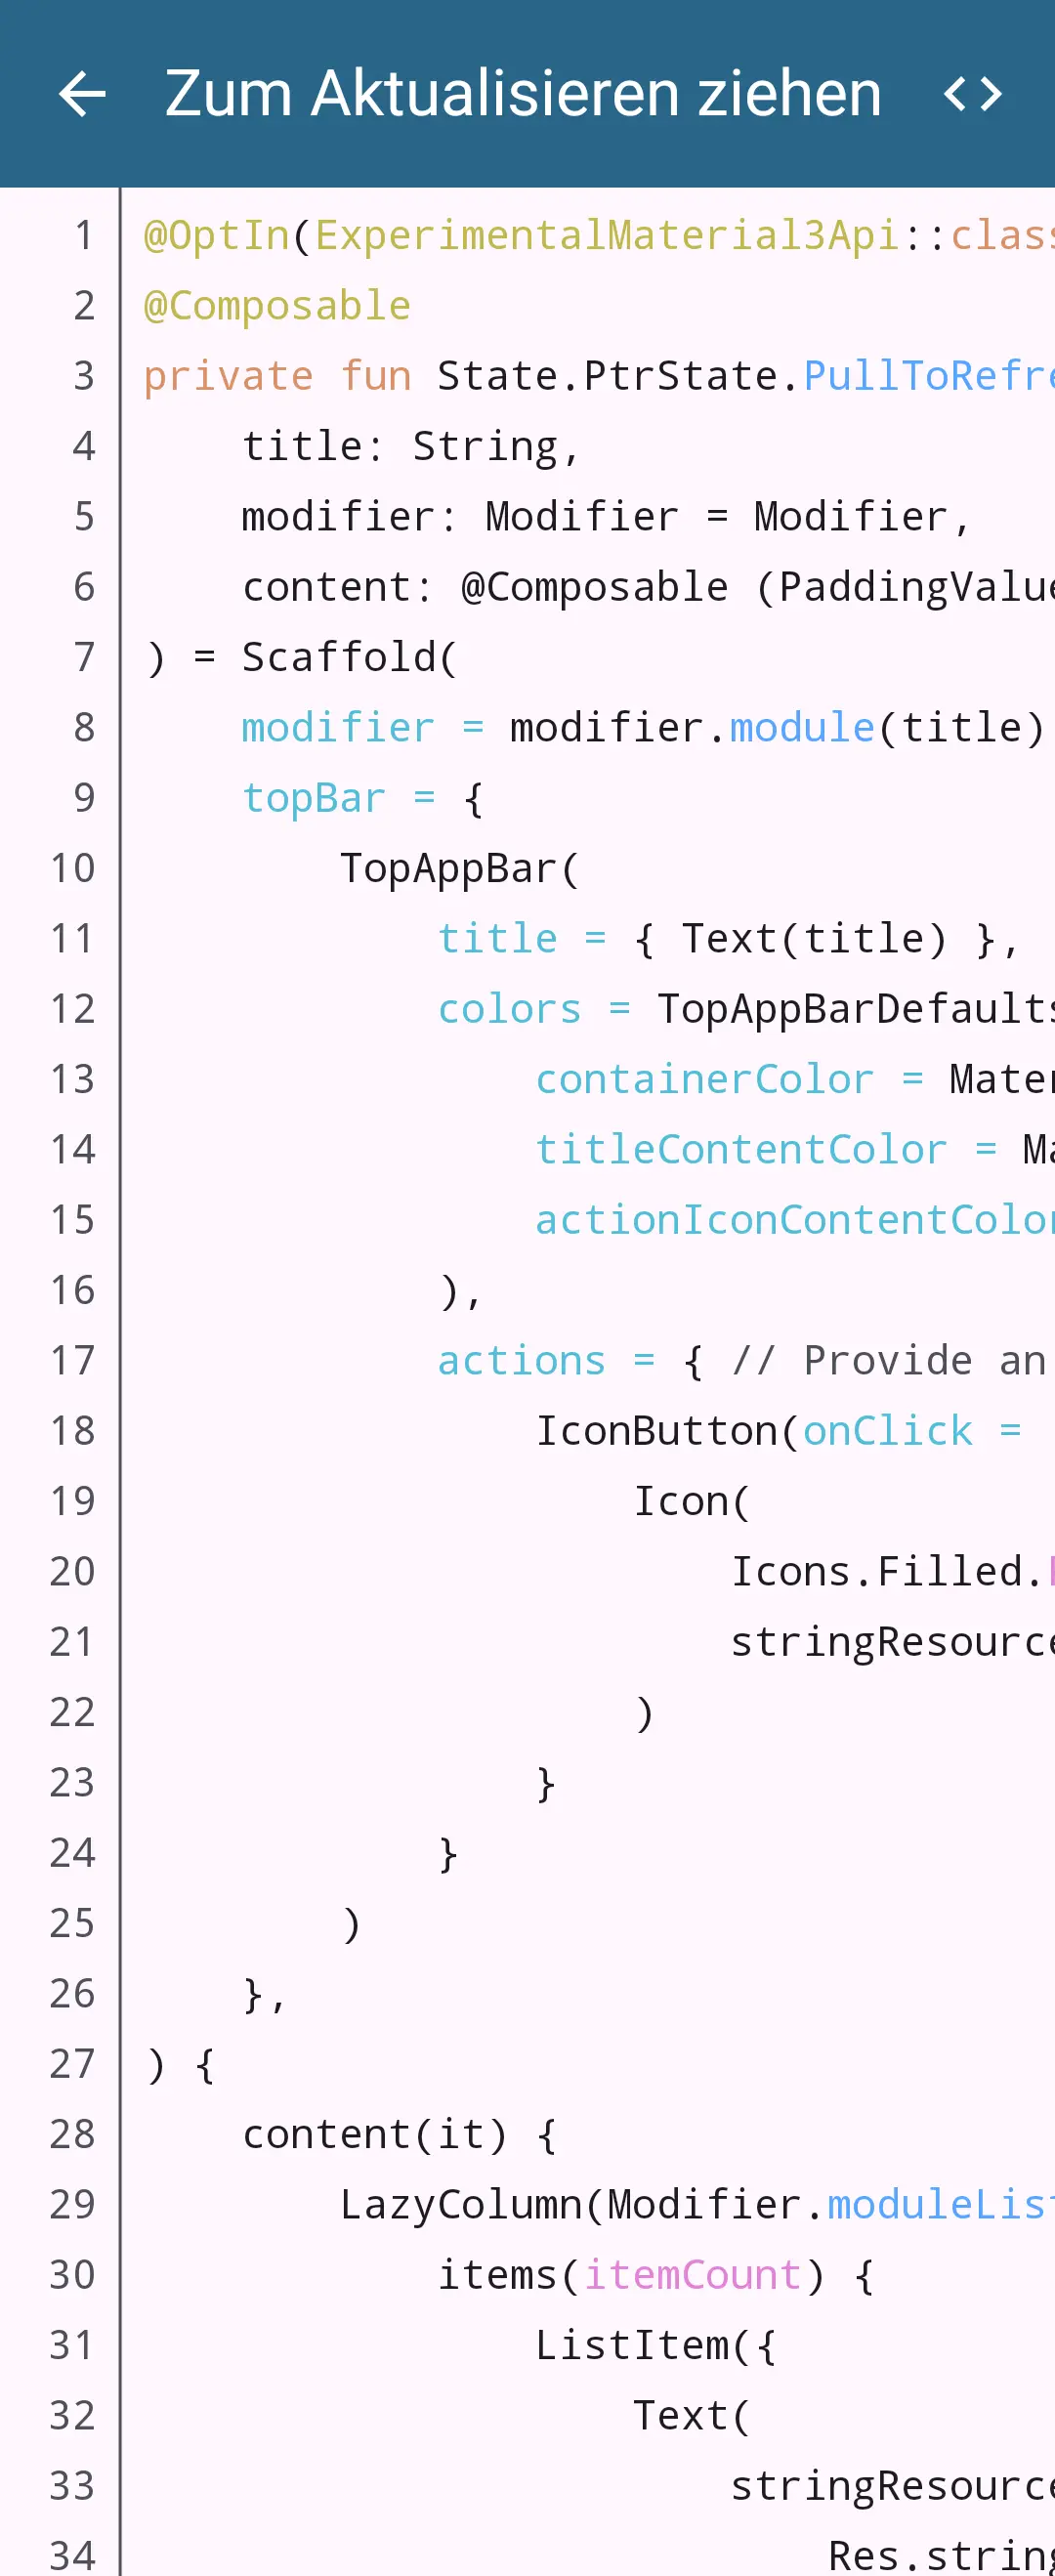 Zum Aktualisieren ziehen
1 @OptIn(ExperimentalMaterial3Api::class
2 @Composable
3 private fun State.PtrState.PullToRefre
4 title: String,
5 modifier: Modifier = Modifier,
6 content: @Composable (PaddingValue
7 ) = Scaffold(
8 modifier = modifier.module(title)
9 topBar = {
10 TopAppBar(
11 title = { Text(title) },
12 colors = TopAppBarDefaults
13 containerColor = Mater
14 titleContentColor = Ma
15 actionIconContentColor
16 ),
17 actions = { // Provide an
18 IconButton(onClick =
19 Icon(
20 Icons.Filled.
21 stringResource
22 )
23 }
24 }
25 )
26 },
27 ) {
28 content(it) {
29 LazyColumn(Modifier.moduleList
30 items(itemCount) {
31 ListItem({
32 Text(
33 stringResource
34 Res.string